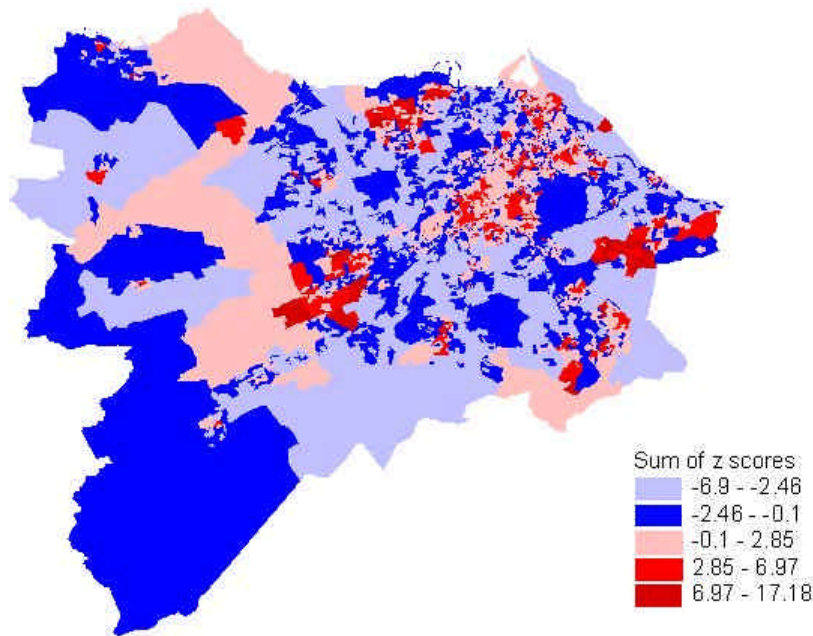 Sum of z scores
-6.9 - -2.46
-2.46 - -0.1
-0.1 - 2.85
2.85 - 6.97
6.97 - 17.18